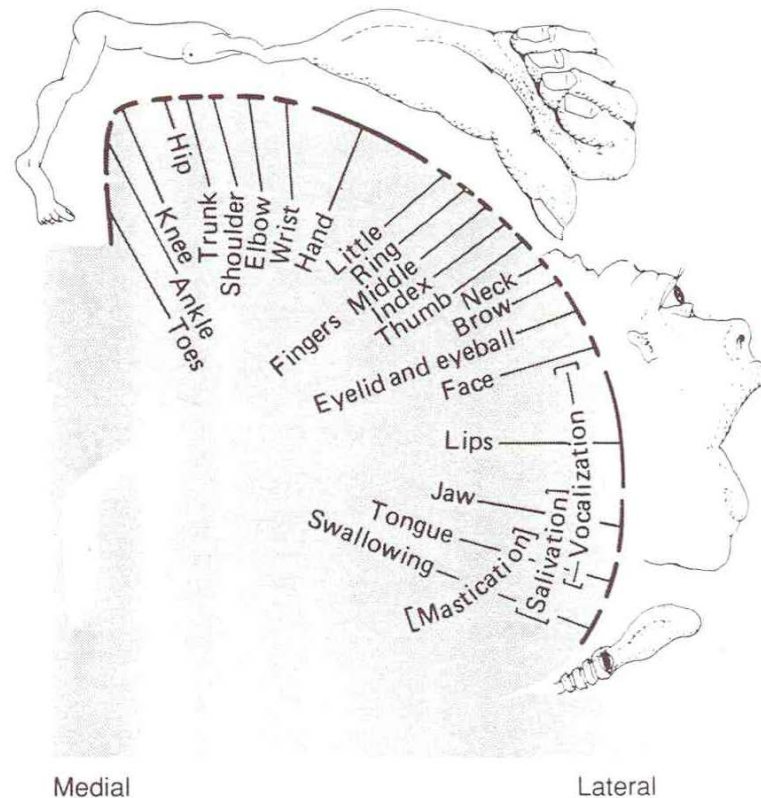 Toes
Ankle
Knee
Hip
Trunk
Shoulder
Elbow
Wrist
Hand
Fingers
Little
Ring
Middle
Index
Thumb
Neck
Brow
Eyelid and eyeball
Face
Lips
Jaw
Tongue
Swallowing
[Mastication]
[Salivation]
[Vocalization]
Medial
Lateral